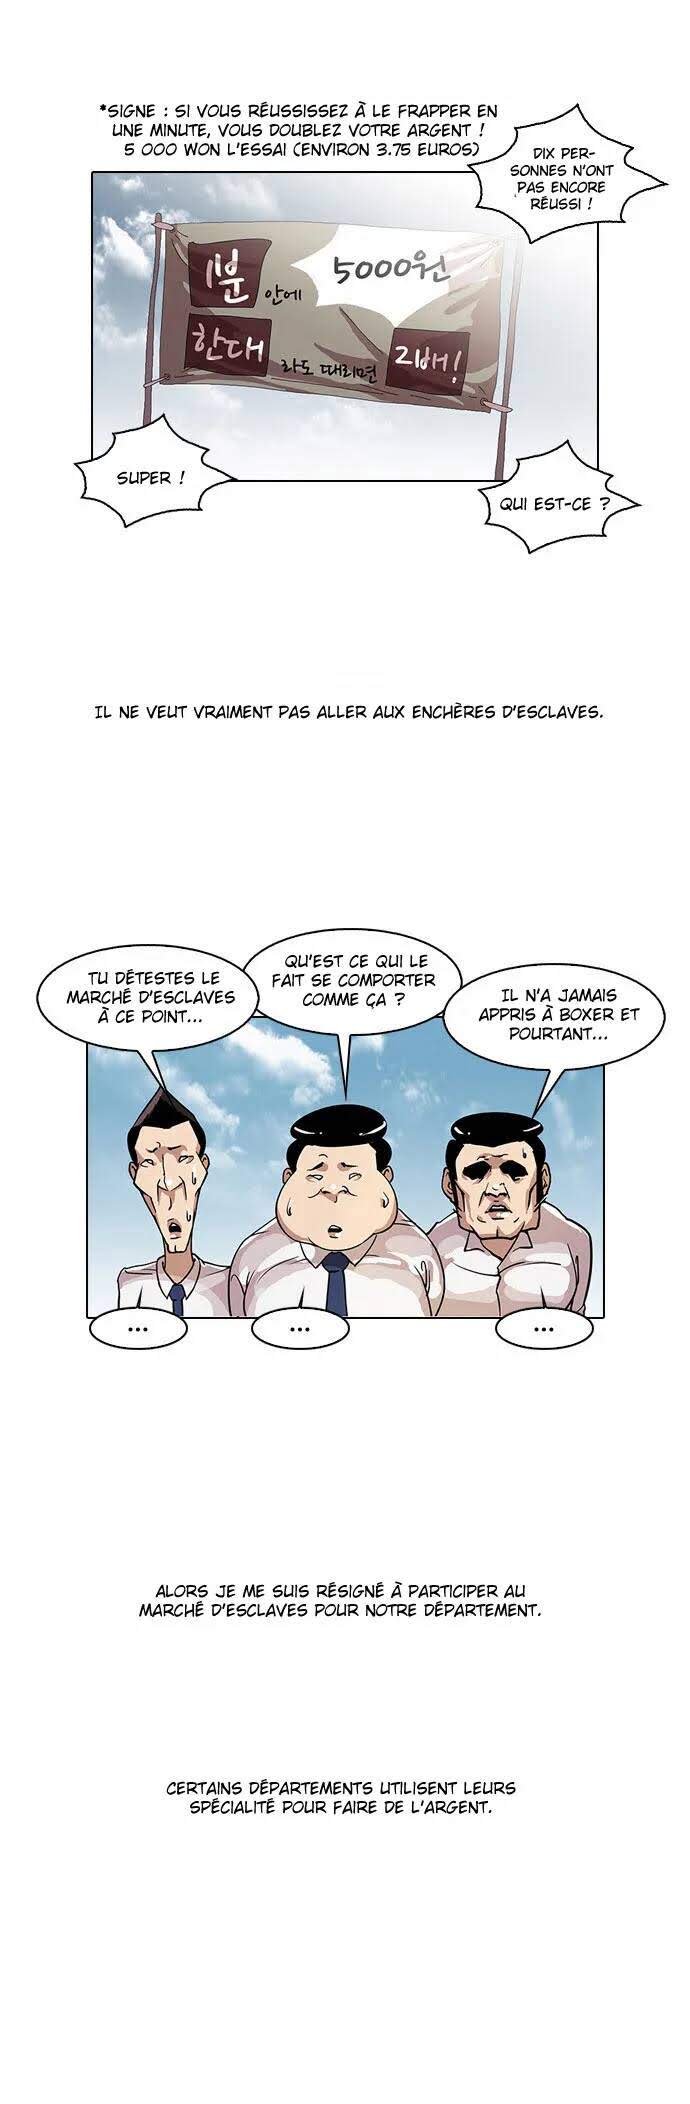 *SIGNE : SI VOUS RÉUSSISSEZ À LE FRAPPER EN
UNE MINUTE, VOUS DOUBLEZ VOTRE ARGENT !
5 000 WON L'ESSAI (ENVIRON 3.75 EUROS)
DIX PER-
SONNES N'ONT
PAS ENCORE
RÉUSSI !
1분 안에 5000원
한대 라도 때리면 2배!
SUPER !
QUI EST-CE ?
IL NE VEUT VRAIMENT PAS ALLER AUX ENCHÈRES D'ESCLAVES.
TU DÉTESTES LE
MARCHÉ D'ESCLAVES
À CE POINT...
QU'EST CE QUI LE
FAIT SE COMPORTER
COMME ÇA ?
IL N'A JAMAIS
APPRIS À BOXER ET
POURTANT...
...
...
...
ALORS JE ME SUIS RÉSIGNÉ À PARTICIPER AU
MARCHÉ D'ESCLAVES POUR NOTRE DÉPARTEMENT.
CERTAINS DÉPARTEMENTS UTILISENT LEURS
SPÉCIALITÉ POUR FAIRE DE L'ARGENT.